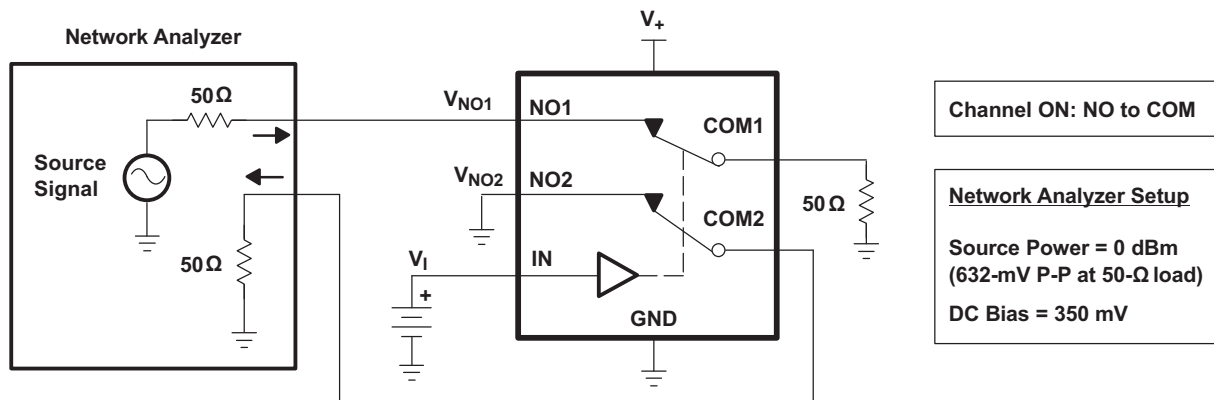 Network Analyzer
50Ω
Source
Signal
50Ω
V+
VNO1
NO1
COM1
VNO2
NO2
COM2
50Ω
VI
IN
+
GND
Channel ON: NO to COM
Network Analyzer Setup
Source Power = 0 dBm
(632-mV P-P at 50-Ω load)
DC Bias = 350 mV